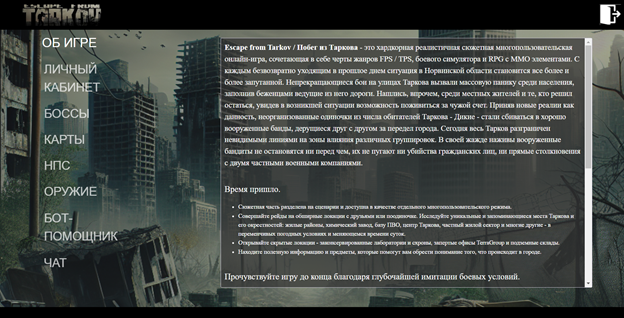 ESCAPE FROM
TARKOV
ОБ ИГРЕ
ЛИЧНЫЙ
КАБИНЕТ
БОССЫ
КАРТЫ
НПС
ОРУЖИЕ
БОТ-
ПОМОЩНИК
ЧАТ
Escape from Tarkov / Побег из Таркова - это хардкорная реалистичная сюжетная многопользовательская
онлайн-игра, сочетающая в себе черты жанров FPS / TPS, боевого симулятора и RPG с MMO элементами. С
каждым безвозвратно уходящим в прошлое днем ситуация в Норвинской области становится все более и
более запутанной. Непрекращающиеся бои на улицах Таркова вызвали массовую панику среди населения,
заполнив беженцами ведущие из него дороги. Нашлись, впрочем, среди местных жителей и те, кто решил
остаться, увидев в возникшей ситуации возможность поживиться за чужой счет. Приняв новые реалии как
данность, неорганизованные одиночки из числа обитателей Таркова - Дикие - стали сбиваться в хорошо
вооруженные банды, дерущиеся друг с другом за передел города. Сегодня весь Тарков разграничен
невидимыми линиями на зоны влияния различных группировок. В своей жажде наживы вооруженные
бандиты не остановятся ни перед чем, их не пугают ни убийства гражданских лиц, ни прямые столкновения
с двумя частными военными компаниями.
Время пришло.
Сюжетная часть разделена на сценарии и доступна в качестве отдельного многопользовательского режима.
Совершайте рейды на обширные локации с друзьями или поодиночке. Исследуйте уникальные и запоминающиеся места Таркова и
его окрестностей: жилые районы, химический завод, базу ПВО, центр Таркова, частный жилой сектор и многие другие - в
переменчивых погодных условиях и меняющемся времени суток.
Открывайте скрытые локации - законсервированные лаборатории и схроны, запертые офисы TerraGroup и подземные склады.
Находите полезную информацию и предметы, которые помогут вам обрести понимание того, что происходит в городе.
Прочувствуйте игру до конца благодаря глубочайшей имитации боевых условий.